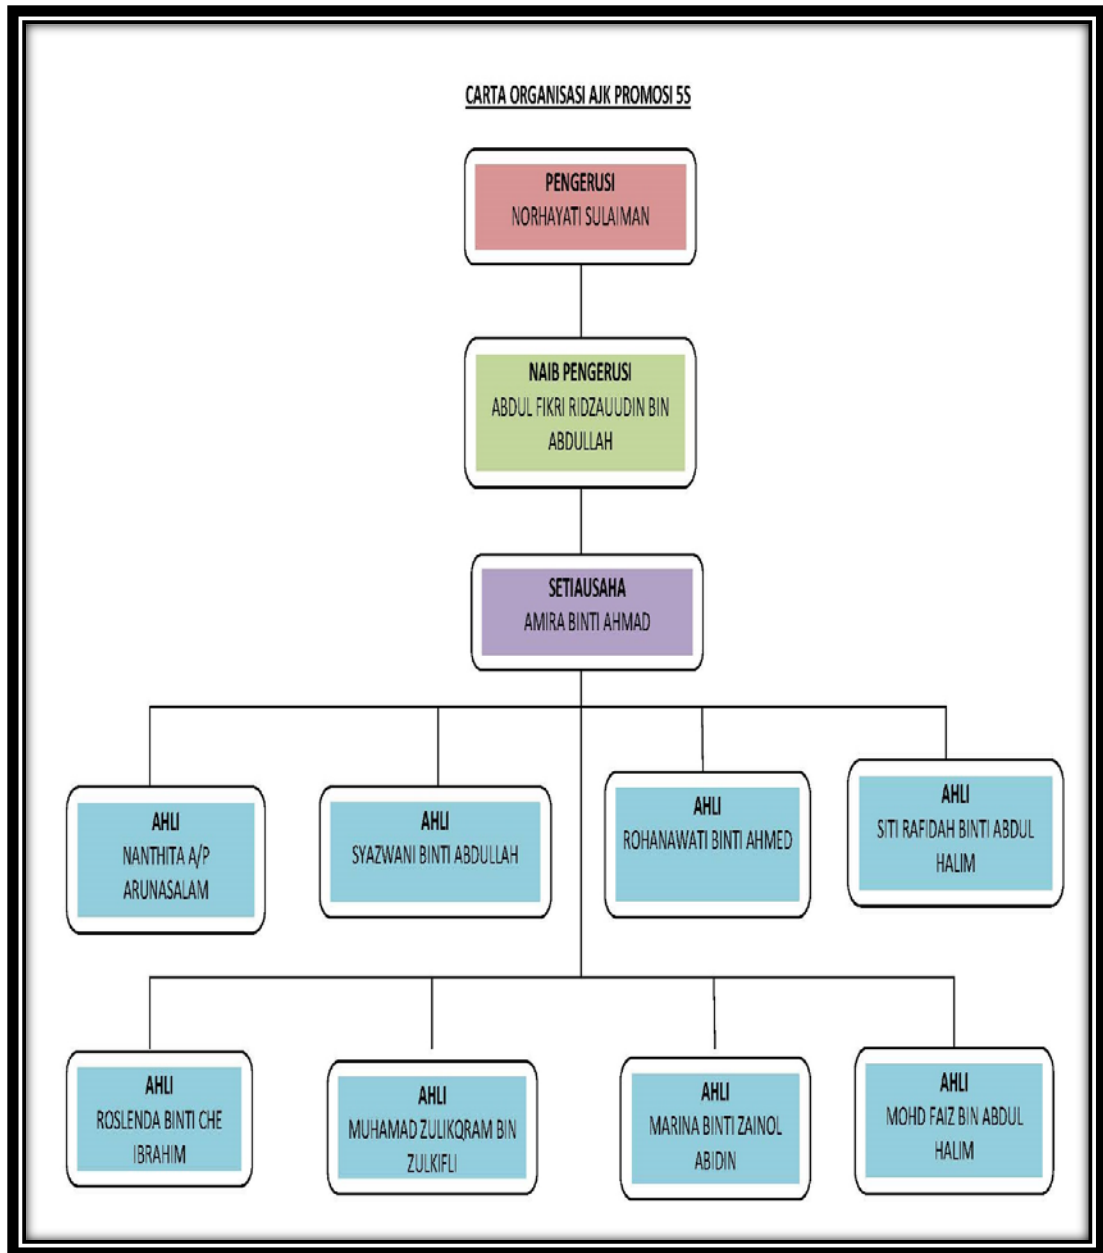 CARTA ORGANISASI AJK PROMOSI 5S
PENGERUSI
NORHAYATI SULAIMAN
NAIB PENGERUSI
ABDUL FIKRI RIDZAUUDIN BIN
ABDULLAH
SETIAUSAHA
AMIRA BINTI AHMAD
AHLI
NANTHITA A/P
ARUNASALAM
AHLI
SYAZWANI BINTI ABDULLAH
AHLI
ROHANAWATI BINTI AHMED
AHLI
SITI RAFIDAH BINTI ABDUL
HALIM
AHLI
ROSLENDA BINTI CHE
IBRAHIM
AHLI
MUHAMAD ZULIKQRAM BIN
ZULKIFLI
AHLI
MARINA BINTI ZAINOL
ABIDIN
AHLI
MOHD FAIZ BIN ABDUL
HALIM